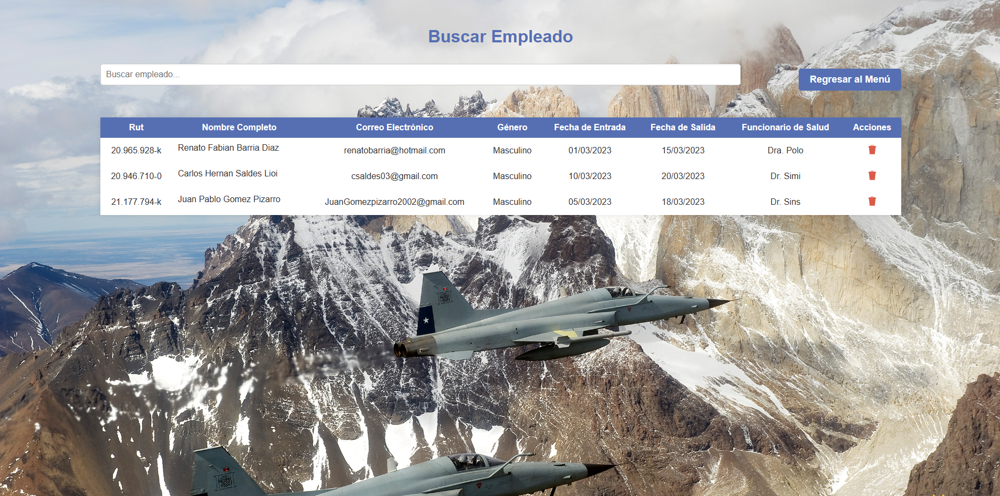 Buscar Empleado
Buscar empleado...
Regresar al Menú
Rut Nombre Completo Correo Electrónico Género Fecha de Entrada Fecha de Salida Funcionario de Salud Acciones
20.965.928-k Renato Fabian Barria Diaz renatobarria@hotmail.com Masculino 01/03/2023 15/03/2023 Dra. Polo
20.946.710-0 Carlos Hernan Saldes Lioi csaldes03@gmail.com Masculino 10/03/2023 20/03/2023 Dr. Simi
21.177.794-k Juan Pablo Gomez Pizarro JuanGomezpizarro2002@gmail.com Masculino 05/03/2023 18/03/2023 Dr. Sins